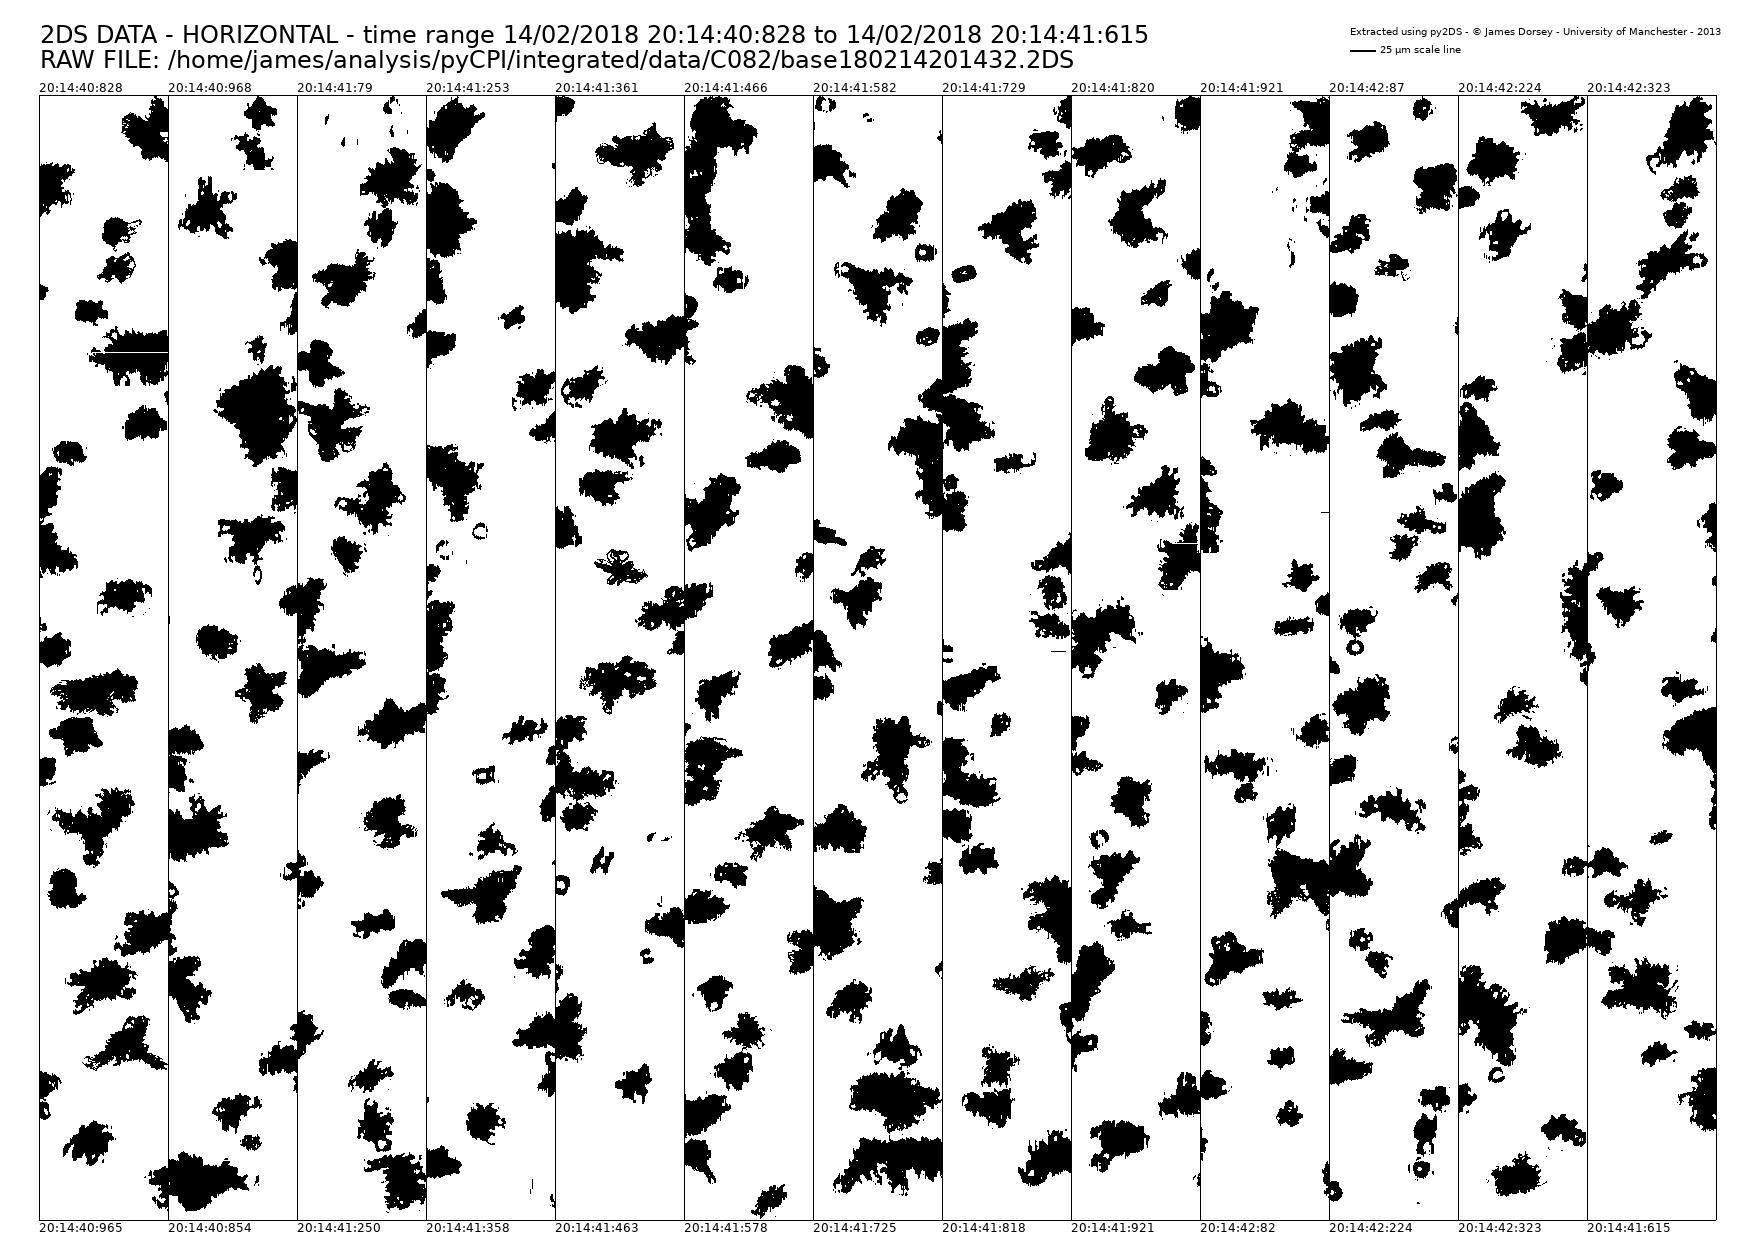 2DS DATA - HORIZONTAL - time range 14/02/2018 20:14:40:828 to 14/02/2018 20:14:41:615
RAW FILE: /home/james/analysis/pyCPI/integrated/data/C082/base180214201432.2DS
Extracted using py2DS - © James Dorsey - University of Manchester - 2013
25 µm scale line
20:14:40:828 20:14:40:968 20:14:41:79 20:14:41:253 20:14:41:361 20:14:41:466 20:14:41:582 20:14:41:729 20:14:41:820 20:14:41:921 20:14:42:87 20:14:42:224 20:14:42:323
20:14:40:965 20:14:40:854 20:14:41:250 20:14:41:358 20:14:41:463 20:14:41:578 20:14:41:725 20:14:41:818 20:14:41:921 20:14:42:82 20:14:42:224 20:14:42:323 20:14:41:615